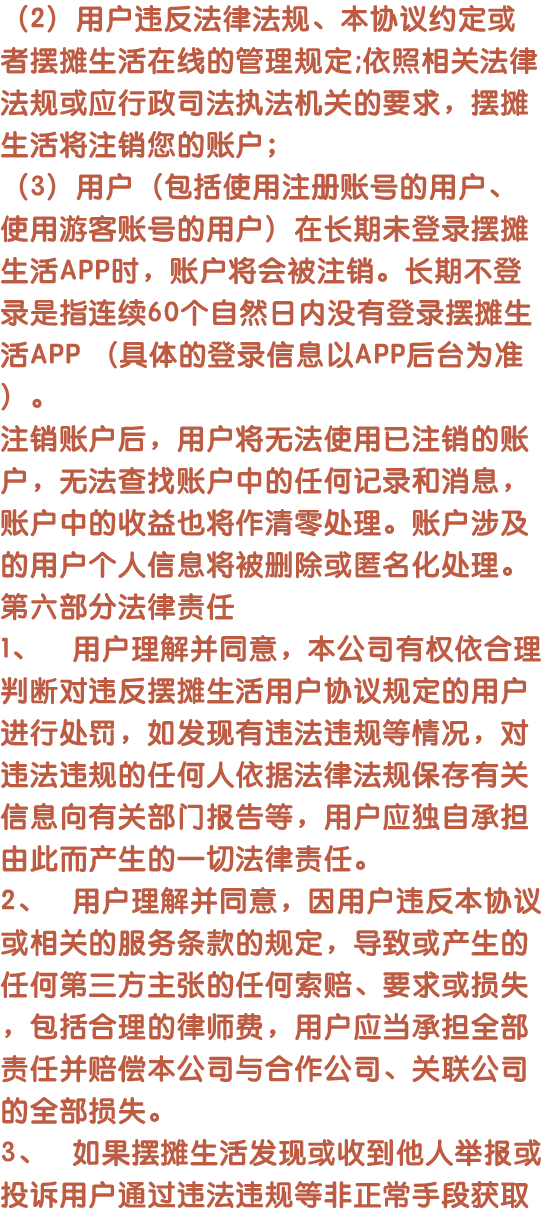 （2）用户违反法律法规、本协议约定或
者摆摊生活在线的管理规定;依照相关法律
法规或应行政司法执法机关的要求，摆摊
生活将注销您的账户；
（3）用户（包括使用注册账号的用户、
使用游客账号的用户）在长期未登录摆摊
生活APP时，账户将会被注销。长期不登
录是指连续60个自然日内没有登录摆摊生
活APP （具体的登录信息以APP后台为准
）。
注销账户后，用户将无法使用已注销的账
户，无法查找账户中的任何记录和消息，
账户中的收益也将作清零处理。账户涉及
的用户个人信息将被删除或匿名化处理。
第六部分法律责任
1、 用户理解并同意，本公司有权依合理
判断对违反摆摊生活用户协议规定的用户
进行处罚，如发现有违法违规等情况，对
违法违规的任何人依据法律法规保存有关
信息向有关部门报告等，用户应独自承担
由此而产生的一切法律责任。
2、 用户理解并同意，因用户违反本协议
或相关的服务条款的规定，导致或产生的
任何第三方主张的任何索赔、要求或损失
，包括合理的律师费，用户应当承担全部
责任并赔偿本公司与合作公司、关联公司
的全部损失。
3、 如果摆摊生活发现或收到他人举报或
投诉用户通过违法违规等非正常手段获取